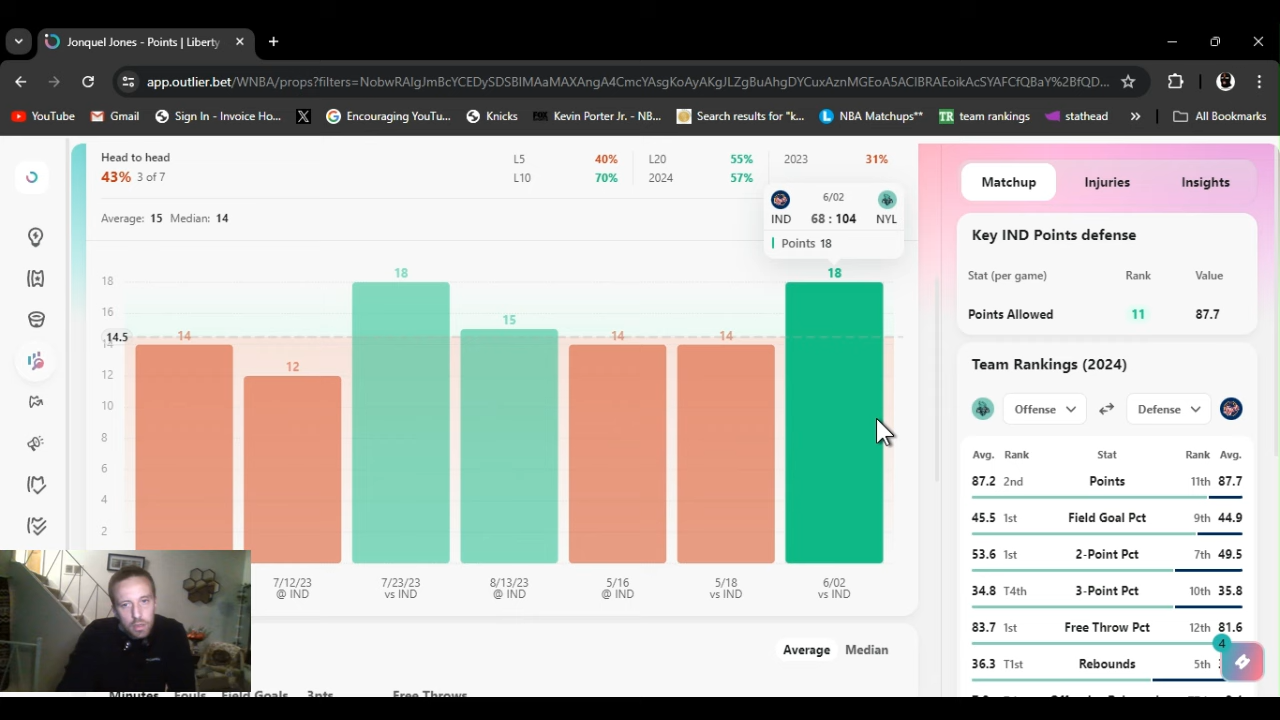 Jonquel Jones - Points | Liberty
app.outlier.bet/WNBA/props?filters=NobwRAlgJmBcYCEDySDSBIMAaMAXAngA4CmcYAsgKoAyAKgJLZgBuAhgDYCuxAznMGEoA5ACIBRAEoikAcSYAFCfQBaY%2BfQD...
YouTube Gmail Sign In - Invoice Ho... Encouraging YouTu... Knicks Kevin Porter Jr. - NB... Search results for "k... NBA Matchups** TR team rankings stathead » All Bookmarks
Head to head
43% 3 of 7
L5 40% L20 55% 2023 31%
L10 70% 2024 57%
Average: 15 Median: 14
6/02
IND 68 : 104 NYL
Points 18
18
16
14.5
14
12
10
8
6
4
2
14 12 18 15 14 14 18
7/12/23 7/23/23 8/13/23 5/16 5/18 6/02
@ IND vs IND @ IND @ IND vs IND vs IND
Average Median
Minutes Fouls Field Goals 3pts Free Throws
Matchup Injuries Insights
Key IND Points defense
Stat (per game) Rank Value
Points Allowed 11 87.7
Team Rankings (2024)
Offense Defense
Avg. Rank Stat Rank Avg.
87.2 2nd Points 11th 87.7
45.5 1st Field Goal Pct 9th 44.9
53.6 1st 2-Point Pct 7th 49.5
34.8 T4th 3-Point Pct 10th 35.8
83.7 1st Free Throw Pct 12th 81.6
4
36.3 T1st Rebounds 5th